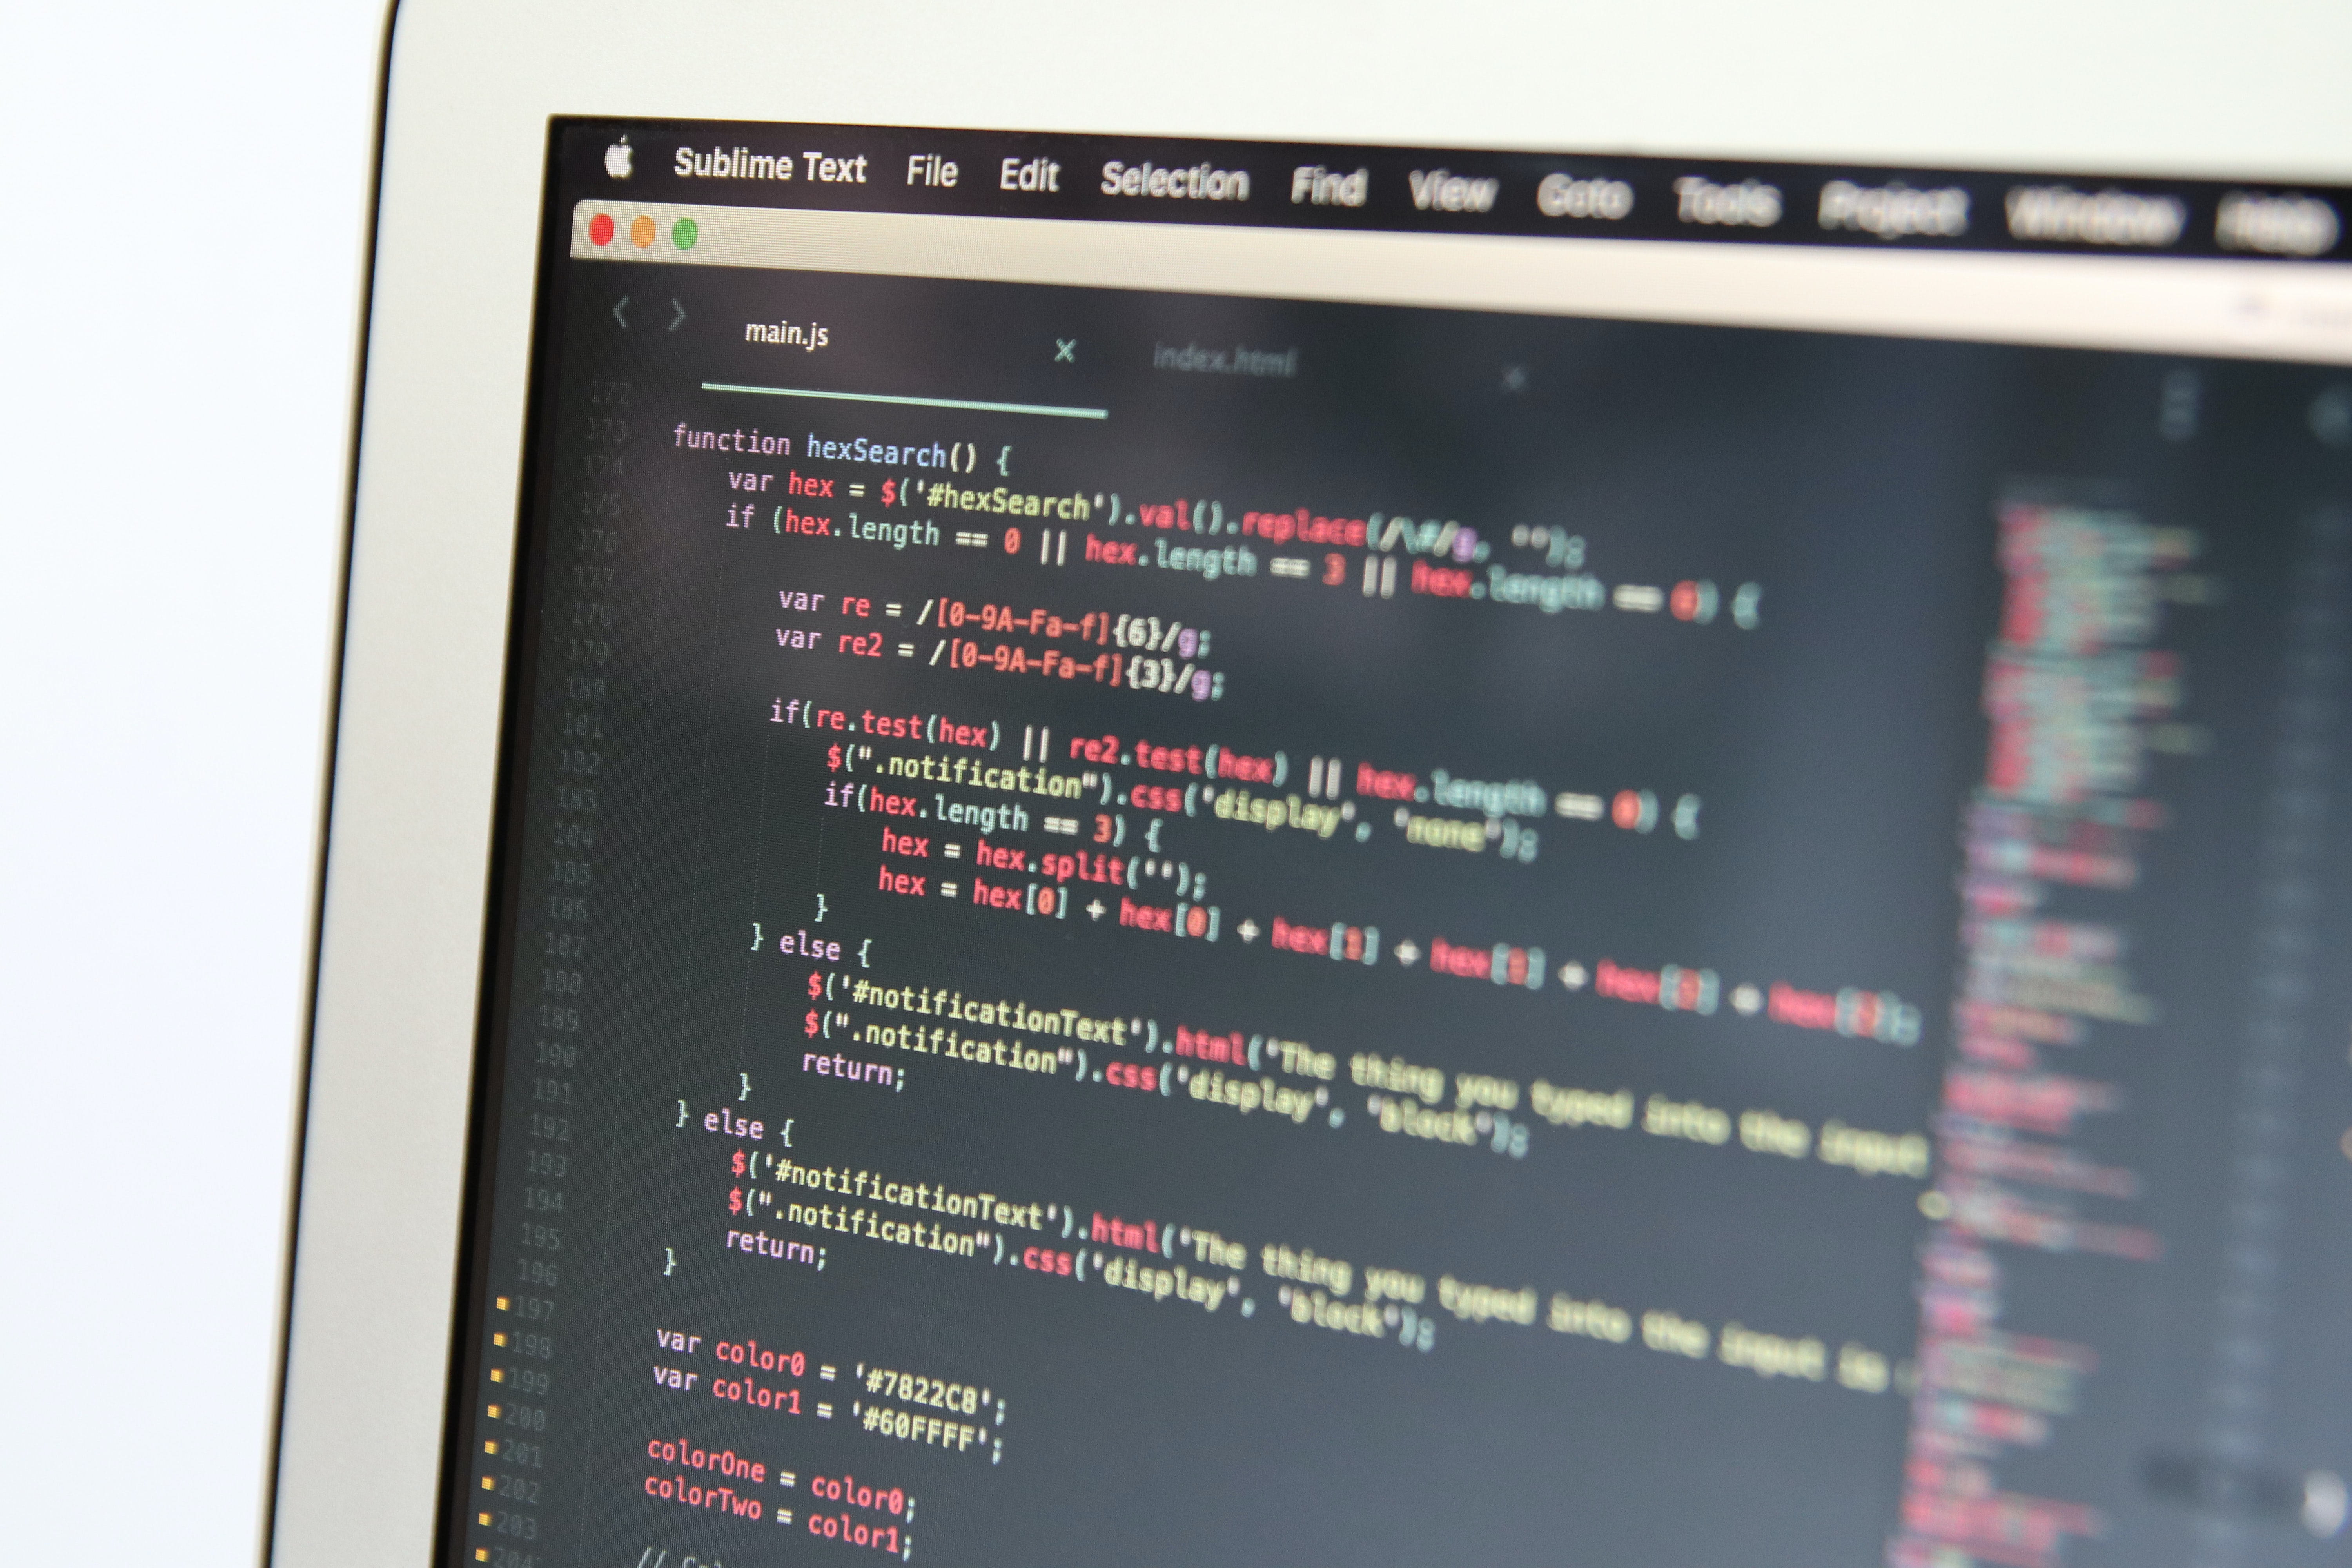 Sublime Text File Edit Selection Find View Goto Tools Project Window Help
main.js index.html
172
173 function hexSearch() {
174 var hex = $('#hexSearch').val().replace(/\#/g, '');
175 if (hex.length == 0 || hex.length == 3 || hex.length == 0) {
176
177 var re = /[0-9A-Fa-f]{6}/g;
178 var re2 = /[0-9A-Fa-f]{3}/g;
179
180 if(re.test(hex) || re2.test(hex) || hex.length == 0) {
181 $(".notification").css('display', 'none');
182 if(hex.length == 3) {
183 hex = hex.split('');
184 hex = hex[0] + hex[0] + hex[1] + hex[1] + hex[2] + hex[2];
185 }
186 } else {
187 $('#notificationText').html('The thing you typed into the input
188 $(".notification").css('display', 'block');
189 return;
190 }
191 } else {
192 $('#notificationText').html('The thing you typed into the input is
193 $(".notification").css('display', 'block');
194 return;
195 }
196
197 var color0 = '#7822C8';
198 var color1 = '#60FFFF';
199
200 colorOne = color0;
201 colorTwo = color1;
202
203 //
204